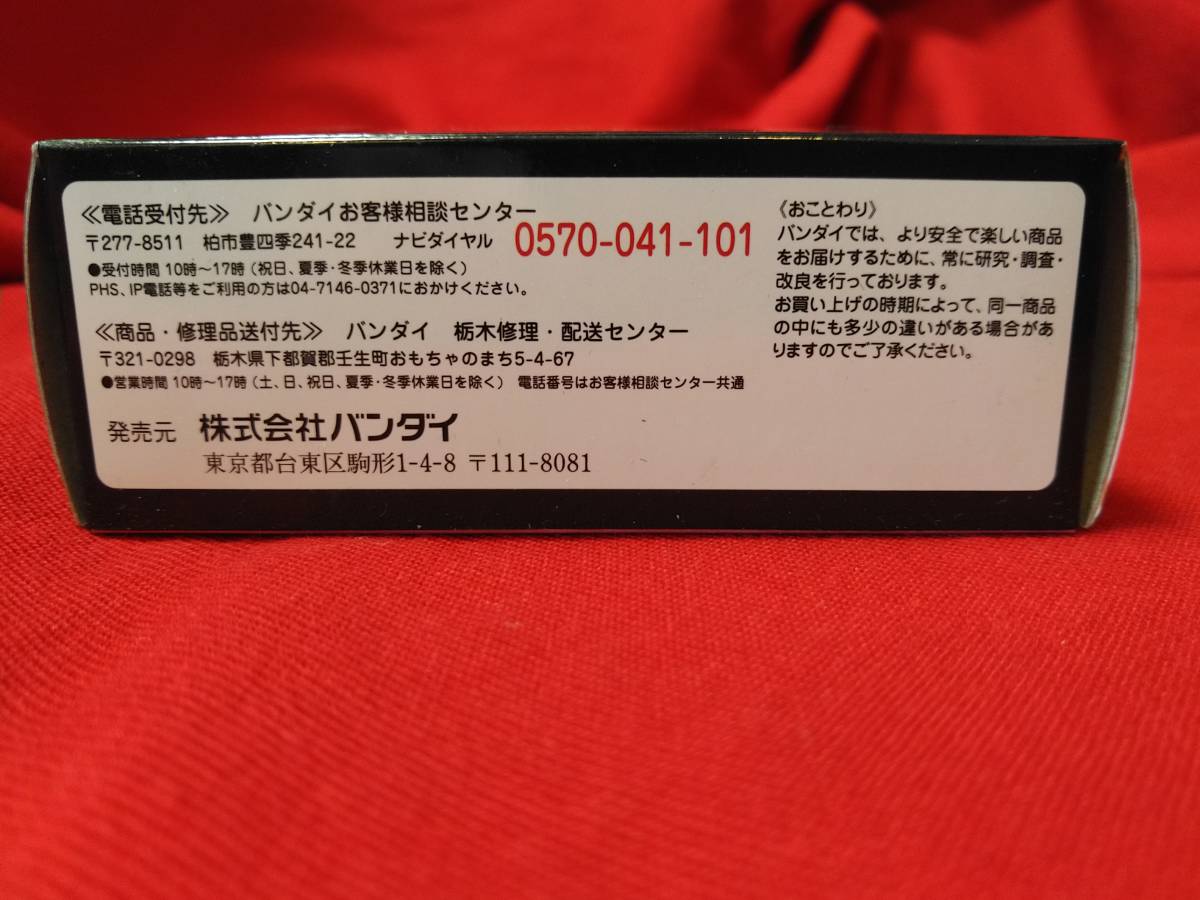 ≪電話受付先≫ バンダイお客様相談センター
〒277-8511 柏市豊四季241-22 ナビダイヤル 0570-041-101
●受付時間 10時〜17時(祝日、夏季・冬季休業日を除く)
PHS、IP電話等をご利用の方は04-7146-0371におかけください。
≪商品・修理品送付先≫ バンダイ 栃木修理・配送センター
〒321-0298 栃木県下都賀郡壬生町おもちゃのまち5-4-67
●営業時間 10時〜17時(土、日、祝日、夏季・冬季休業日を除く) 電話番号はお客様相談センター共通
発売元 株式会社バンダイ
東京都台東区駒形1-4-8 〒111-8081
《おことわり》
バンダイでは、より安全で楽しい商品
をお届けするために、常に研究・調査・
改良を行っております。
お買い上げの時期によって、同一商品
の中にも多少の違いがある場合があ
りますのでご了承ください。